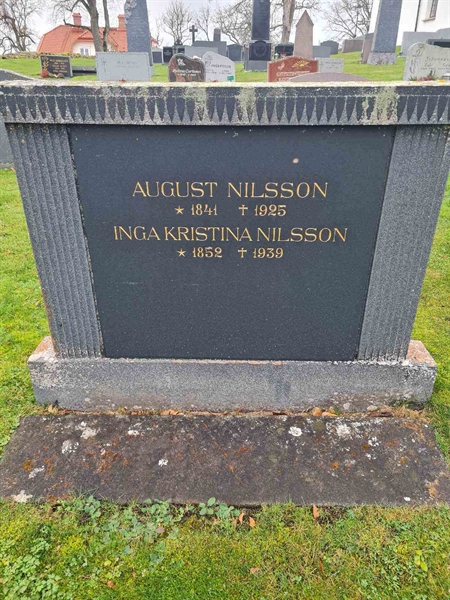 AUGUST NILSSON
* 1841 † 1925
INGA KRISTINA NILSSON
* 1852 † 1939